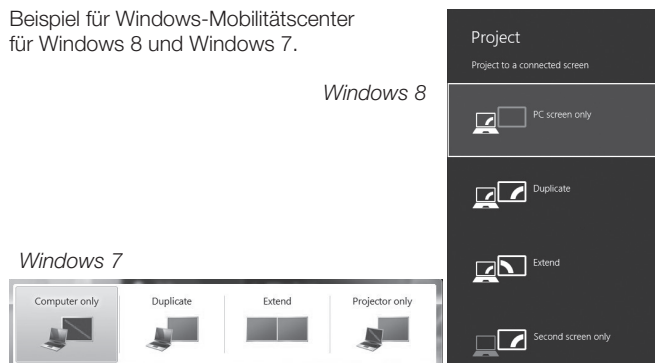 Beispiel für Windows-Mobilitätscenter
für Windows 8 und Windows 7.
Windows 8
Project
Project to a connected screen
PC screen only
Duplicate
Extend
Second screen only
Windows 7
Computer only
Duplicate
Extend
Projector only